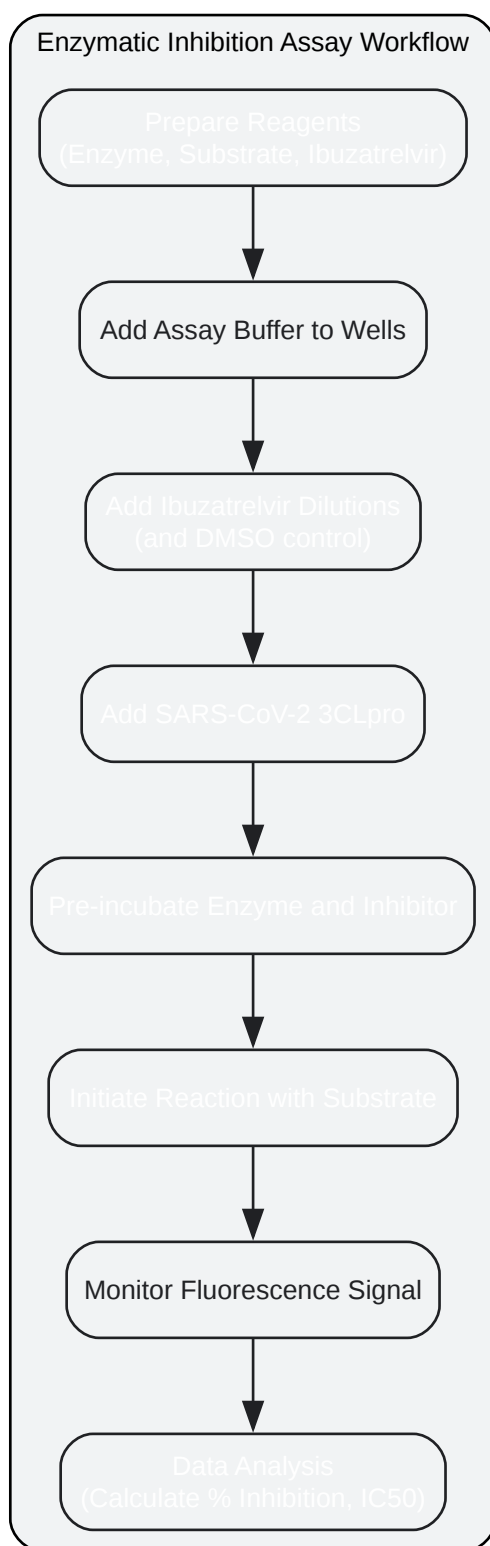 Enzymatic Inhibition Assay Workflow
Prepare Reagents
(Enzyme, Substrate, Ibuzatrelvir)
Add Assay Buffer to Wells
Add Ibuzatrelvir Dilutions
(and DMSO control)
Add SARS-CoV-2 3CLpro
Pre-incubate Enzyme and Inhibitor
Initiate Reaction with Substrate
Monitor Fluorescence Signal
Data Analysis
(Calculate % Inhibition, IC50)